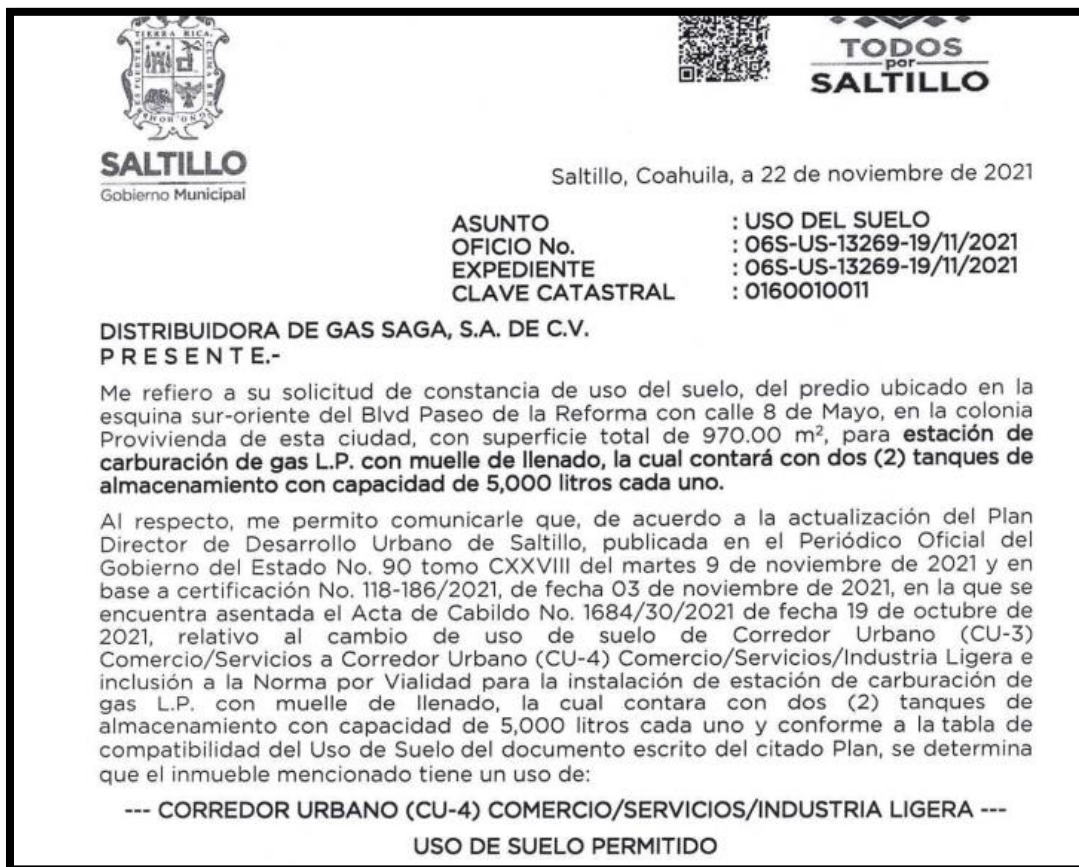 TIERRA RICA, CLIMA BEN
TODOS
por
SALTILLO
SALTILLO
Gobierno Municipal
Saltillo, Coahuila, a 22 de noviembre de 2021
ASUNTO : USO DEL SUELO
OFICIO No. : 06S-US-13269-19/11/2021
EXPEDIENTE : 06S-US-13269-19/11/2021
CLAVE CATASTRAL : 0160010011
DISTRIBUIDORA DE GAS SAGA, S.A. DE C.V.
P R E S E N T E.-
Me refiero a su solicitud de constancia de uso del suelo, del predio ubicado en la
esquina sur-oriente del Blvd Paseo de la Reforma con calle 8 de Mayo, en la colonia
Provivienda de esta ciudad, con superficie total de 970.00 m², para estación de
carburación de gas L.P. con muelle de llenado, la cual contará con dos (2) tanques de
almacenamiento con capacidad de 5,000 litros cada uno.
Al respecto, me permito comunicarle que, de acuerdo a la actualización del Plan
Director de Desarrollo Urbano de Saltillo, publicada en el Periódico Oficial del
Gobierno del Estado No. 90 tomo CXXVIII del martes 9 de noviembre de 2021 y en
base a certificación No. 118-186/2021, de fecha 03 de noviembre de 2021, en la que se
encuentra asentada el Acta de Cabildo No. 1684/30/2021 de fecha 19 de octubre de
2021, relativo al cambio de uso de suelo de Corredor Urbano (CU-3)
Comercio/Servicios a Corredor Urbano (CU-4) Comercio/Servicios/Industria Ligera e
inclusión a la Norma por Vialidad para la instalación de estación de carburación de
gas L.P. con muelle de llenado, la cual contara con dos (2) tanques de
almacenamiento con capacidad de 5,000 litros cada uno y conforme a la tabla de
compatibilidad del Uso de Suelo del documento escrito del citado Plan, se determina
que el inmueble mencionado tiene un uso de:
--- CORREDOR URBANO (CU-4) COMERCIO/SERVICIOS/INDUSTRIA LIGERA ---
USO DE SUELO PERMITIDO